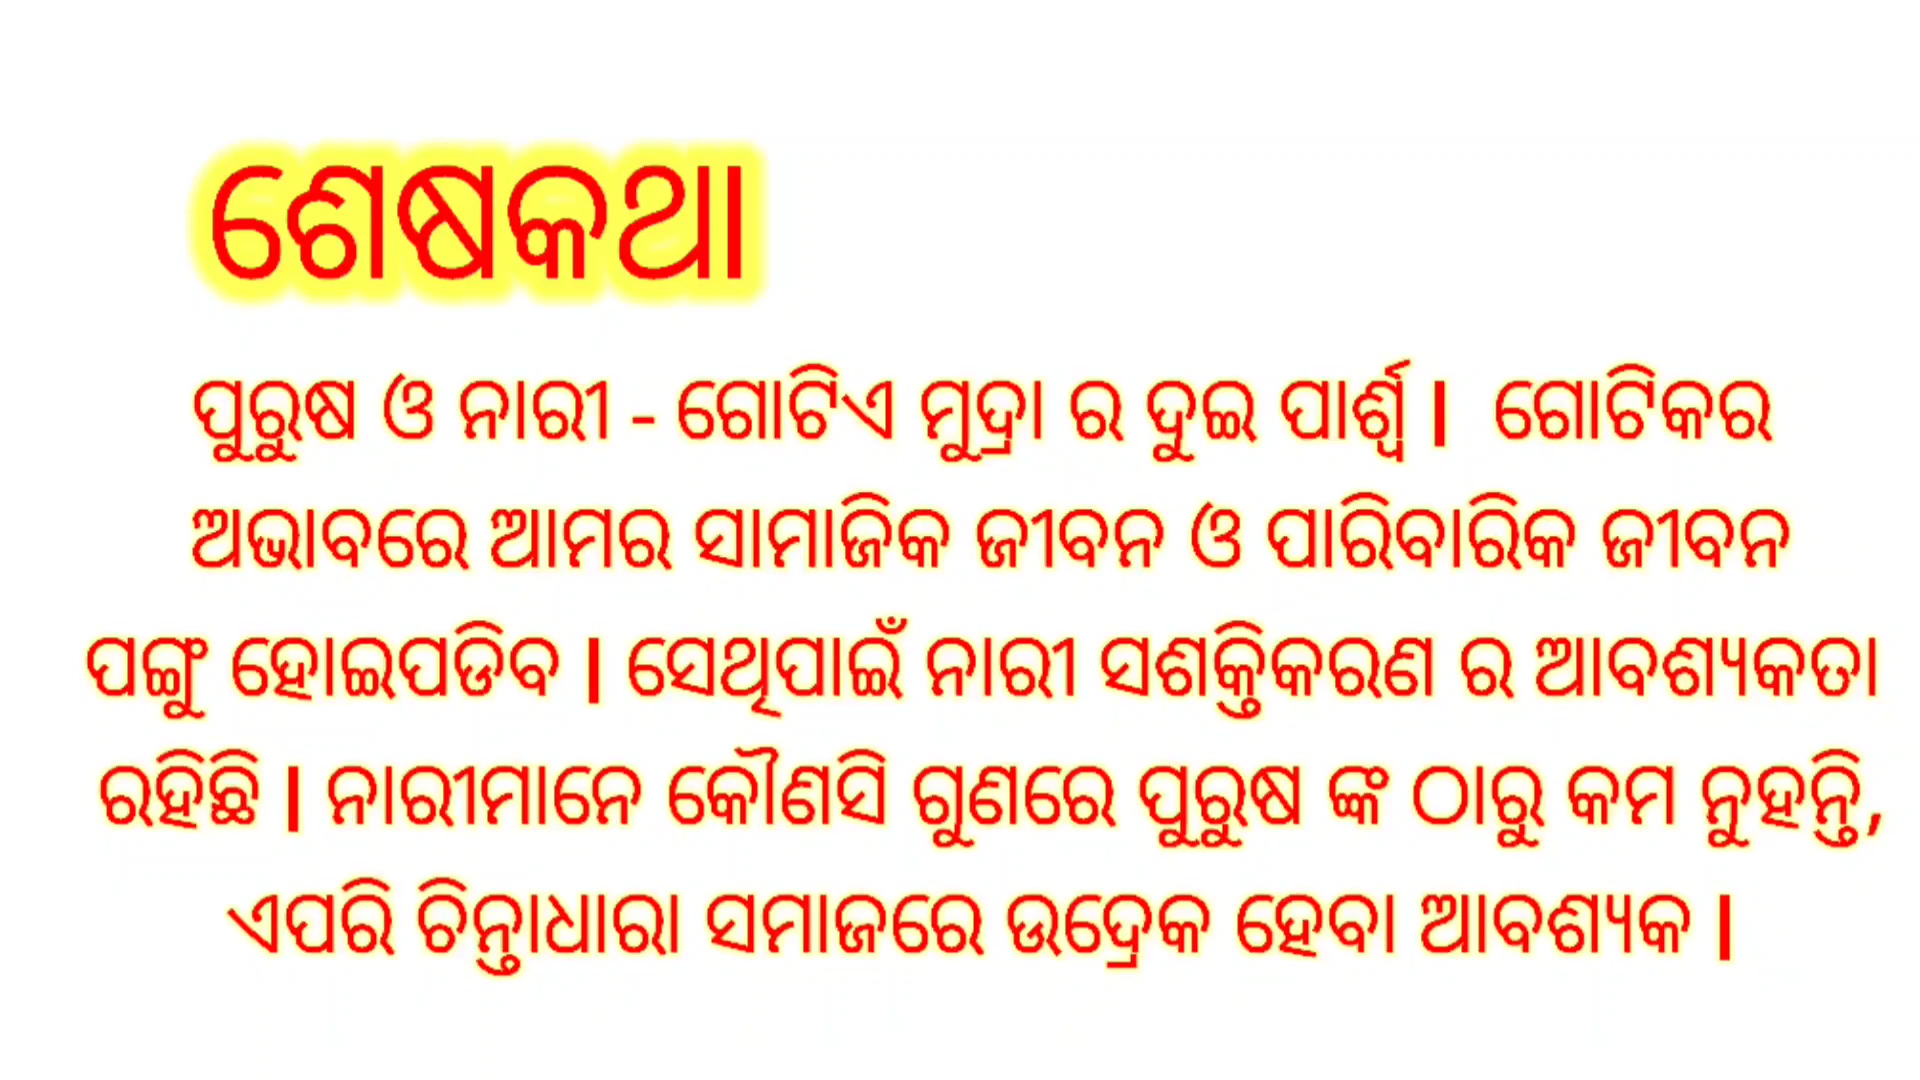 ଶେଷକଥା
ପୁରୁଷ ଓ ନାରୀ - ଗୋଟିଏ ମୁଦ୍ରା ର ଦୁଇ ପାର୍ଶ୍ୱ | ଗୋଟିକର
ଅଭାବରେ ଆମର ସାମାଜିକ ଜୀବନ ଓ ପାରିବାରିକ ଜୀବନ
ପଙ୍ଗୁ ହୋଇପଡିବ | ସେଥିପାଇଁ ନାରୀ ସଶକ୍ତିକରଣ ର ଆବଶ୍ୟକତା
ରହିଛି | ନାରୀମାନେ କୌଣସି ଗୁଣରେ ପୁରୁଷ ଙ୍କ ଠାରୁ କମ ନୁହନ୍ତି,
ଏପରି ଚିନ୍ତାଧାରା ସମାଜରେ ଉଦ୍ରେକ ହେବା ଆବଶ୍ୟକ |